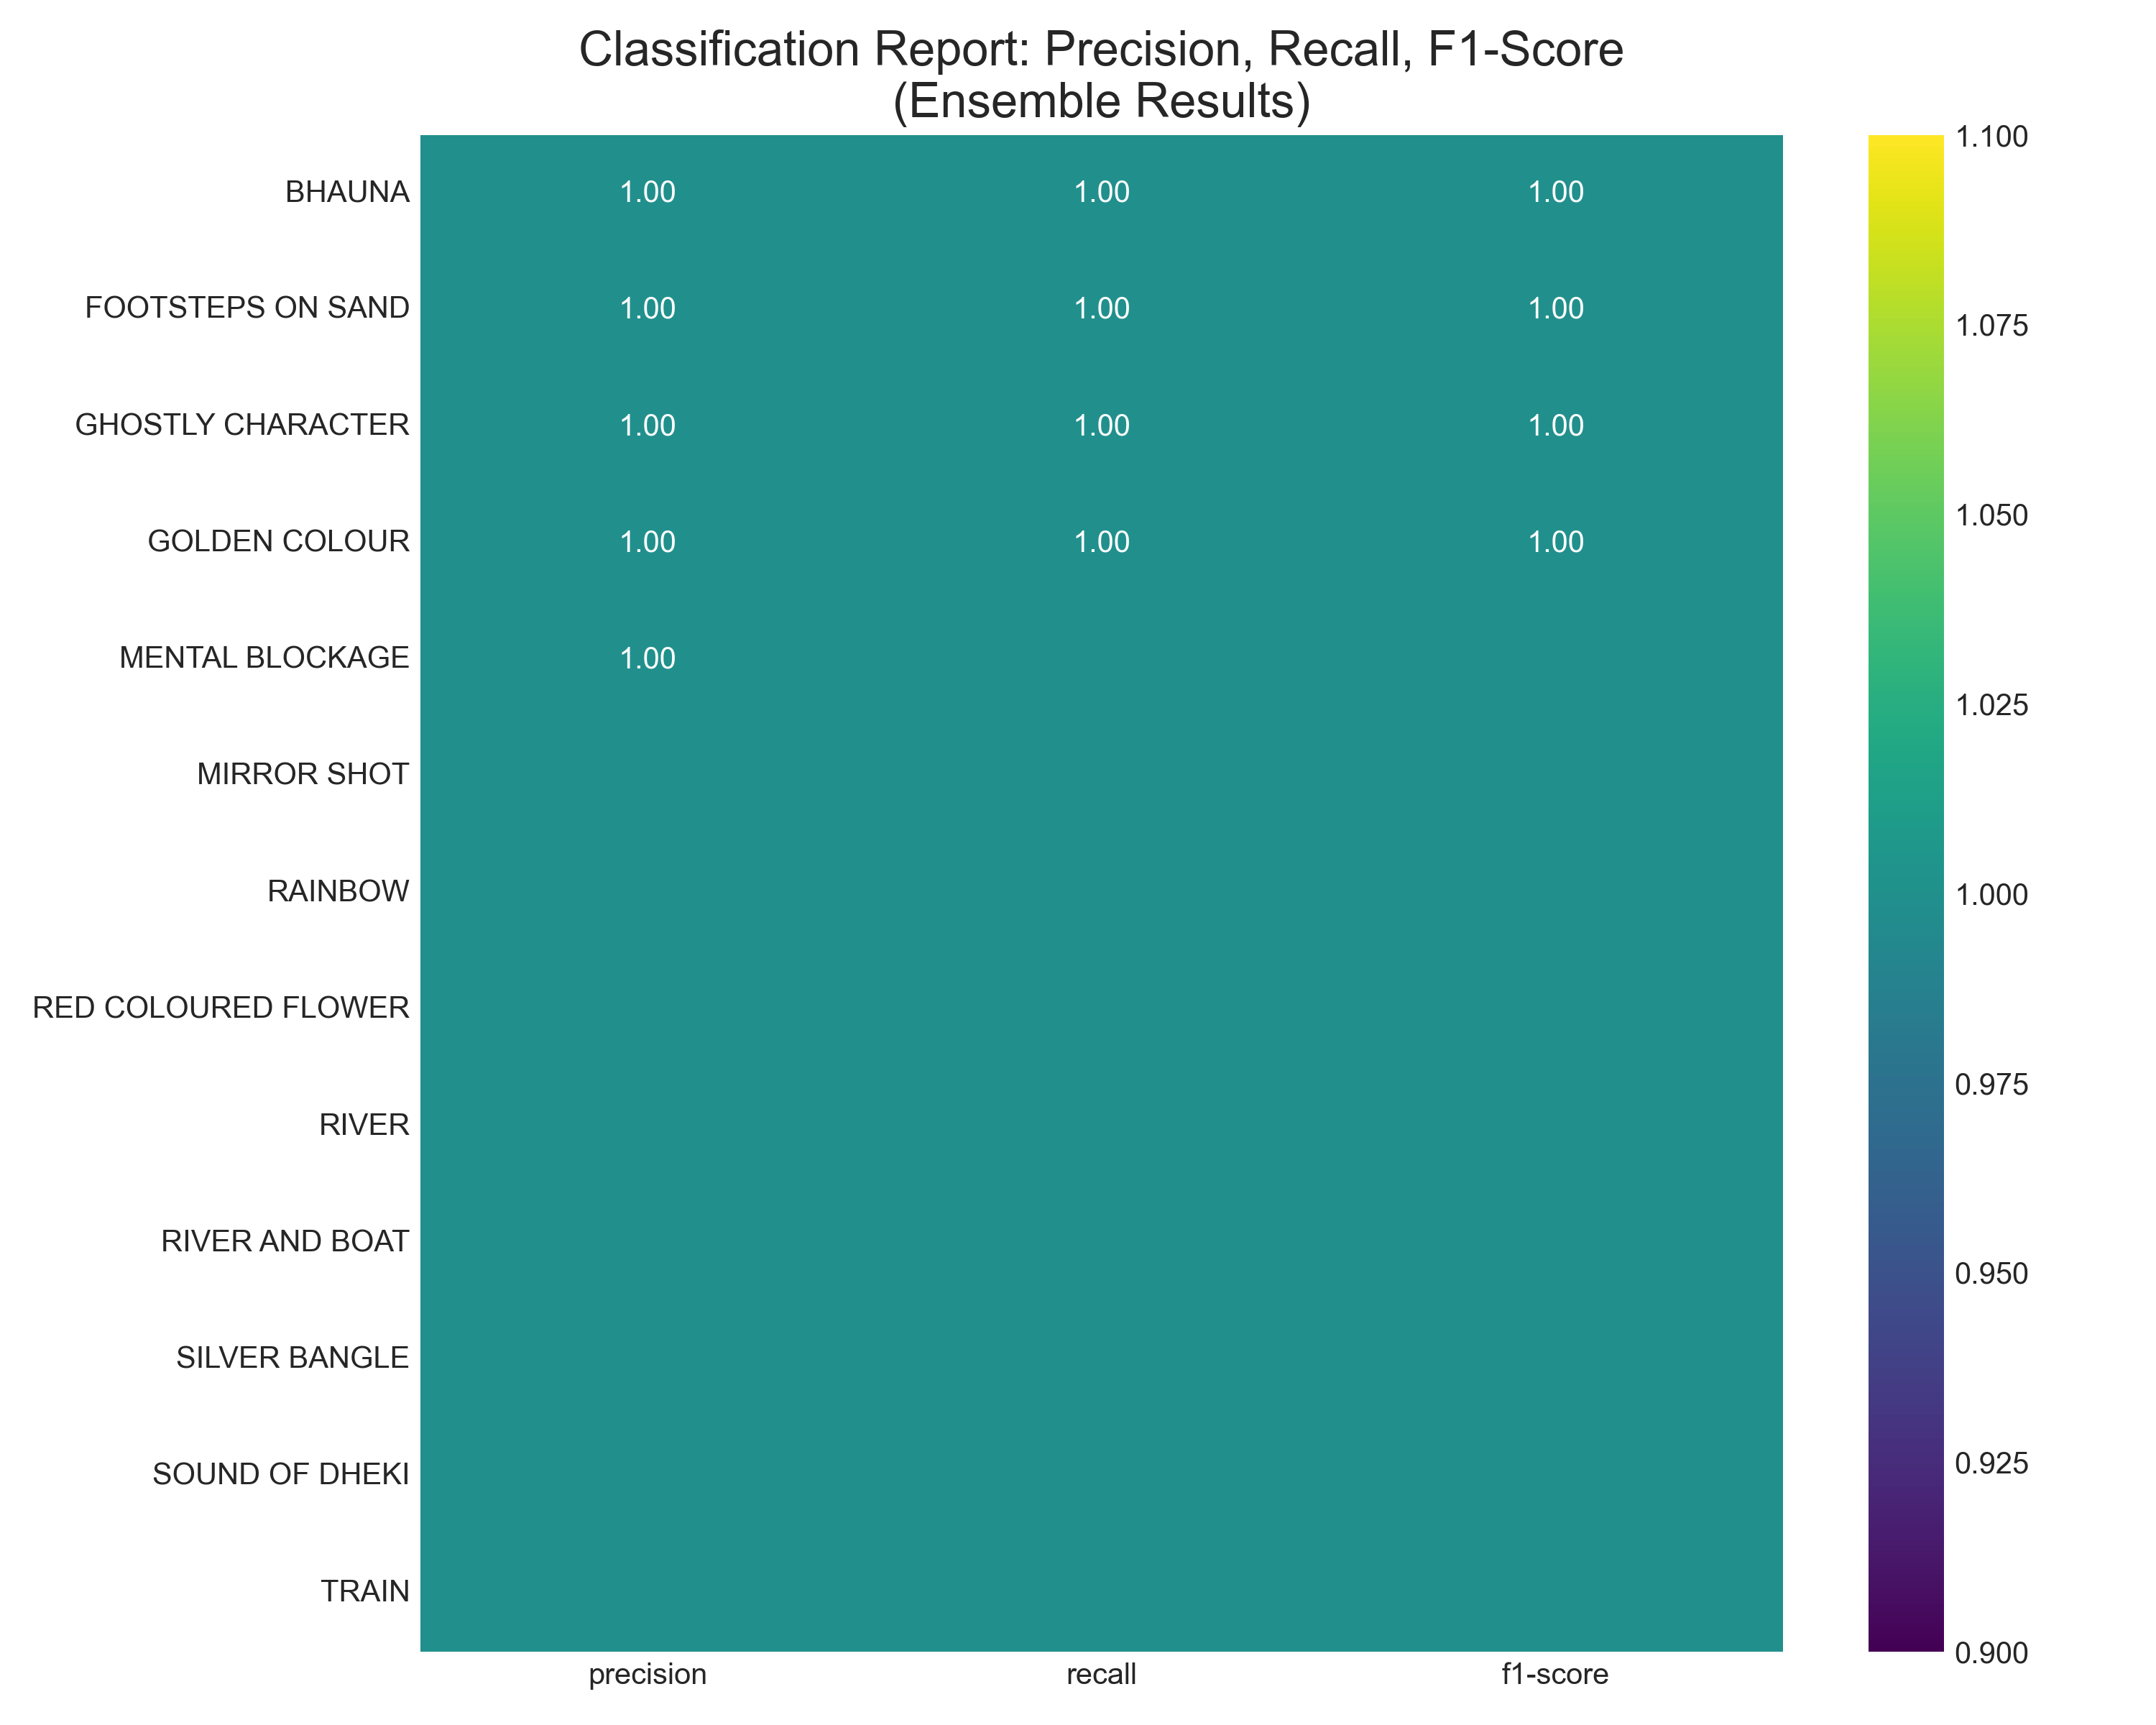 Classification Report: Precision, Recall, F1-Score
(Ensemble Results)
BHAUNA 1.00 1.00 1.00
FOOTSTEPS ON SAND 1.00 1.00 1.00
GHOSTLY CHARACTER 1.00 1.00 1.00
GOLDEN COLOUR 1.00 1.00 1.00
MENTAL BLOCKAGE 1.00
MIRROR SHOT
RAINBOW
RED COLOURED FLOWER
RIVER
RIVER AND BOAT
SILVER BANGLE
SOUND OF DHEKI
TRAIN
precision recall f1-score
1.100
1.075
1.050
1.025
1.000
0.975
0.950
0.925
0.900